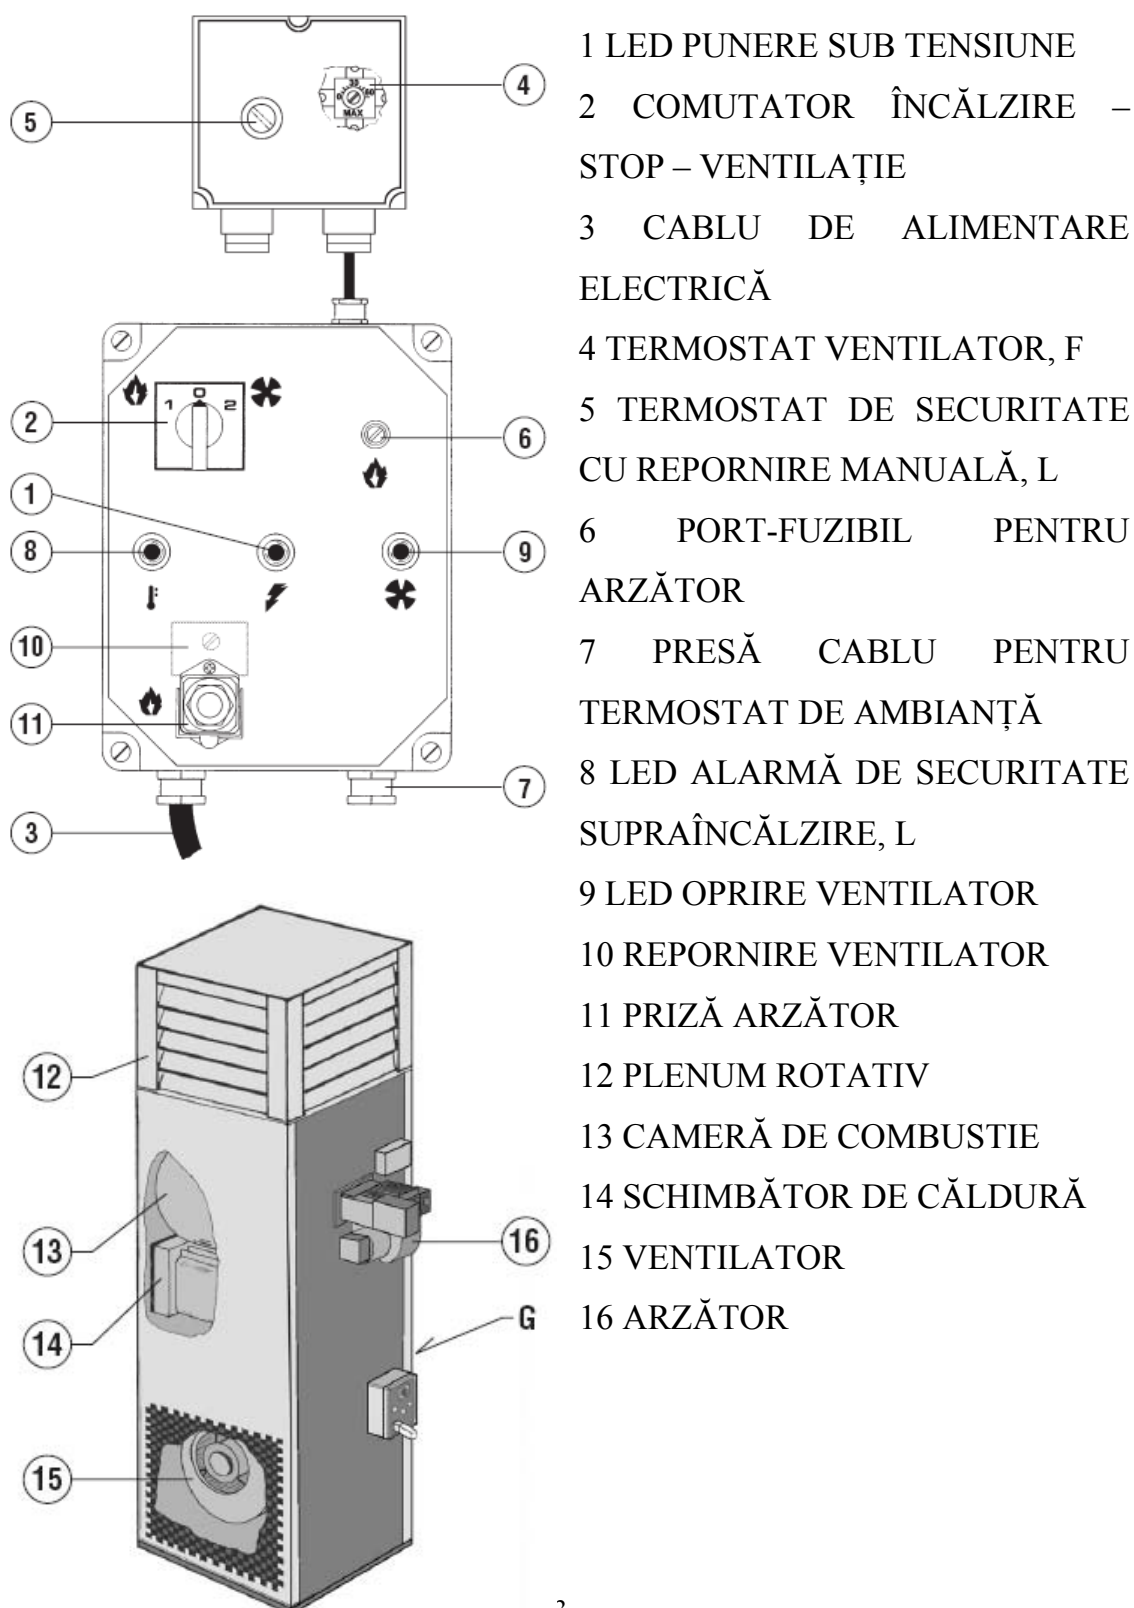 1 LED PUNERE SUB TENSIUNE
2 COMUTATOR ÎNCĂLZIRE –
STOP – VENTILAȚIE
3 CABLU DE ALIMENTARE
ELECTRICĂ
4 TERMOSTAT VENTILATOR, F
5 TERMOSTAT DE SECURITATE
CU REPORNIRE MANUALĂ, L
6 PORT-FUZIBIL PENTRU
ARZĂTOR
7 PRESĂ CABLU PENTRU
TERMOSTAT DE AMBIANȚĂ
8 LED ALARMĂ DE SECURITATE
SUPRAÎNCĂLZIRE, L
9 LED OPRIRE VENTILATOR
10 REPORNIRE VENTILATOR
11 PRIZĂ ARZĂTOR
12 PLENUM ROTATIV
13 CAMERĂ DE COMBUSTIE
14 SCHIMBĂTOR DE CĂLDURĂ
15 VENTILATOR
16 ARZĂTOR
4
5
0
MAX
1 0 2
2
6
1
8
9
10
11
7
3
12
13
16
14
G
15
2